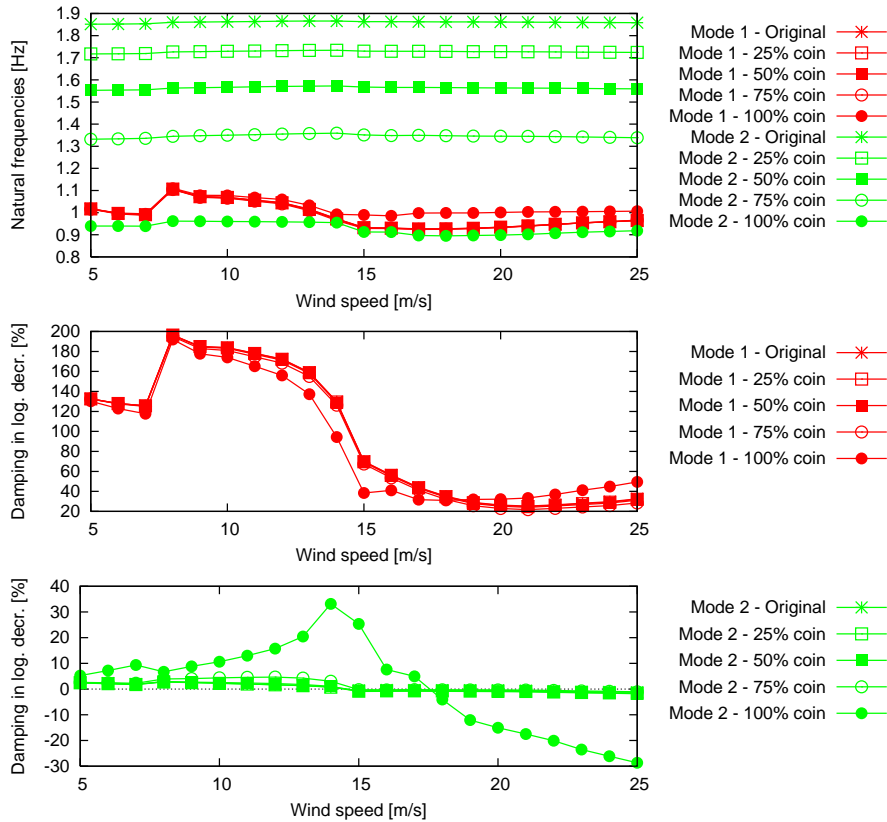 Natural frequencies [Hz]
1.9
1.8
1.7
1.6
1.5
1.4
1.3
1.2
1.1
1
0.9
0.8
5
10
15
20
25
Wind speed [m/s]
Mode 1 - Original
Mode 1 - 25% coin
Mode 1 - 50% coin
Mode 1 - 75% coin
Mode 1 - 100% coin
Mode 2 - Original
Mode 2 - 25% coin
Mode 2 - 50% coin
Mode 2 - 75% coin
Mode 2 - 100% coin
Damping in log. decr. [%]
200
180
160
140
120
100
80
60
40
20
5
10
15
20
25
Wind speed [m/s]
Mode 1 - Original
Mode 1 - 25% coin
Mode 1 - 50% coin
Mode 1 - 75% coin
Mode 1 - 100% coin
Damping in log. decr. [%]
40
30
20
10
0
-10
-20
-30
5
10
15
20
25
Wind speed [m/s]
Mode 2 - Original
Mode 2 - 25% coin
Mode 2 - 50% coin
Mode 2 - 75% coin
Mode 2 - 100% coin